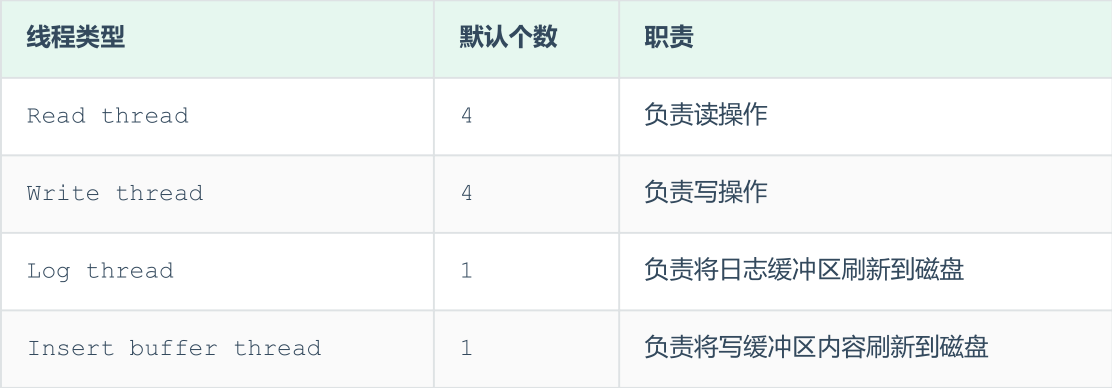 线程类型 默认个数 职责
Read thread 4 负责读操作
Write thread 4 负责写操作
Log thread 1 负责将日志缓冲区刷新到磁盘
Insert buffer thread 1 负责将写缓冲区内容刷新到磁盘